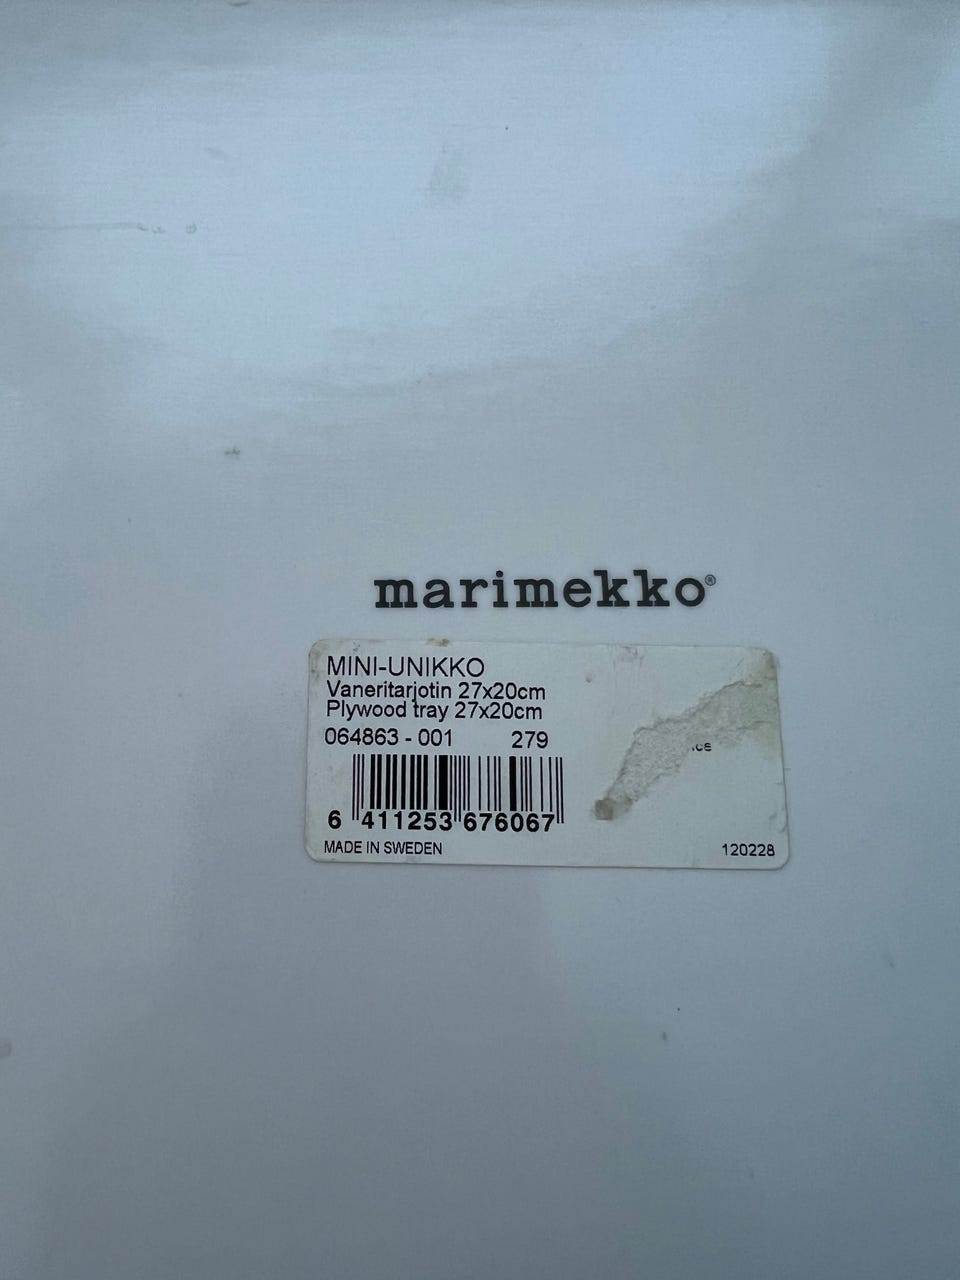 marimekko®
MINI-UNIKKO
Vaneritarjotin 27x20cm
Plywood tray 27x20cm
064863 - 001 279
6 411253 676067
MADE IN SWEDEN 120228